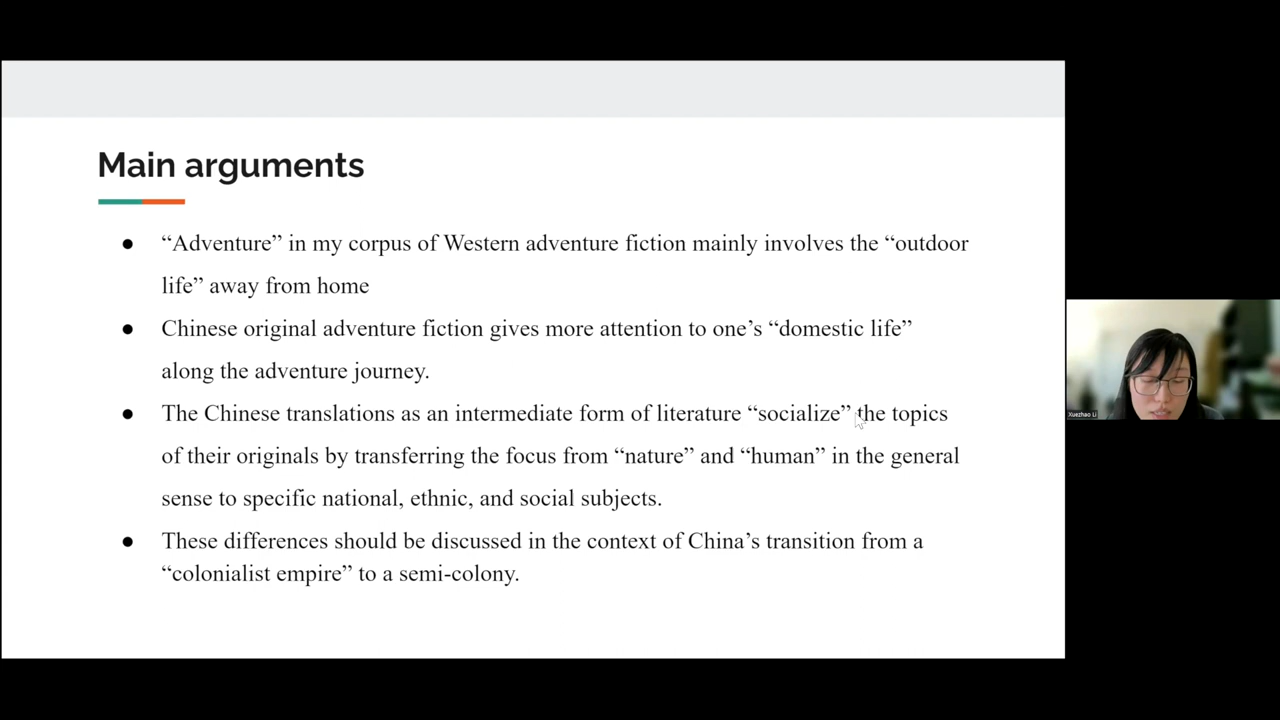 Main arguments
● “Adventure” in my corpus of Western adventure fiction mainly involves the “outdoor
life” away from home
● Chinese original adventure fiction gives more attention to one’s “domestic life”
along the adventure journey.
● The Chinese translations as an intermediate form of literature “socialize” the topics
of their originals by transferring the focus from “nature” and “human” in the general
sense to specific national, ethnic, and social subjects.
● These differences should be discussed in the context of China’s transition from a
“colonialist empire” to a semi-colony.
Xuezhao Li